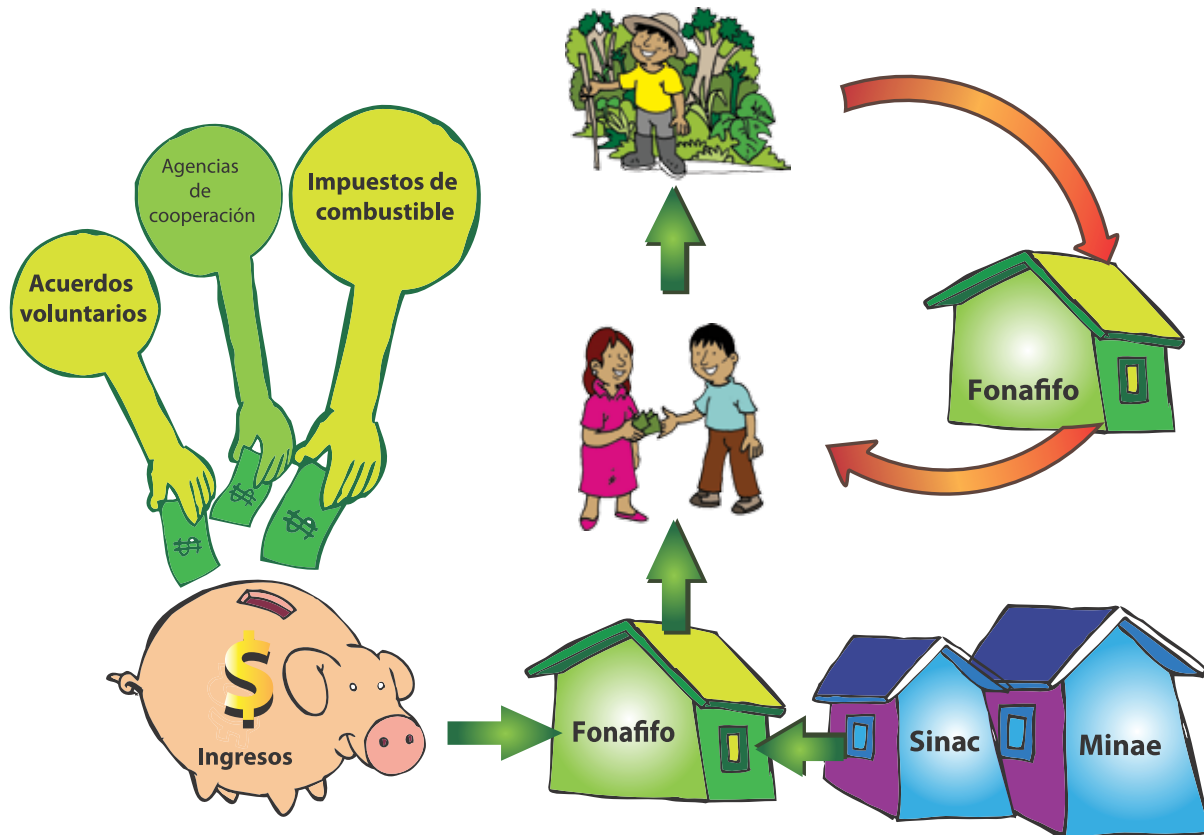 Agencias
de
cooperación
Impuestos de
combustible
Acuerdos
voluntarios
Fonafifo
$
$
$
$
Ingresos
Fonafifo
Sinac
Minae